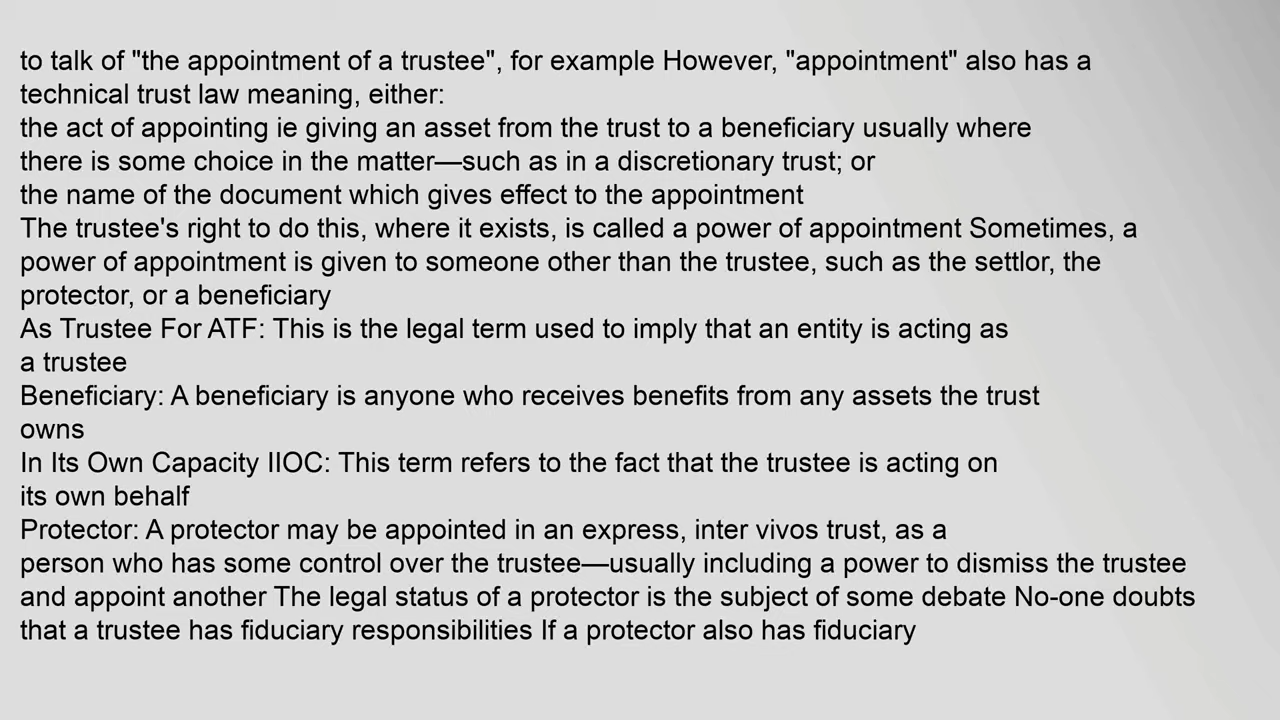 to talk of "the appointment of a trustee", for example However, "appointment" also has a
technical trust law meaning, either:
the act of appointing ie giving an asset from the trust to a beneficiary usually where
there is some choice in the matter—such as in a discretionary trust; or
the name of the document which gives effect to the appointment
The trustee's right to do this, where it exists, is called a power of appointment Sometimes, a
power of appointment is given to someone other than the trustee, such as the settlor, the
protector, or a beneficiary
As Trustee For ATF: This is the legal term used to imply that an entity is acting as
a trustee
Beneficiary: A beneficiary is anyone who receives benefits from any assets the trust
owns
In Its Own Capacity IIOC: This term refers to the fact that the trustee is acting on
its own behalf
Protector: A protector may be appointed in an express, inter vivos trust, as a
person who has some control over the trustee—usually including a power to dismiss the trustee
and appoint another The legal status of a protector is the subject of some debate No-one doubts
that a trustee has fiduciary responsibilities If a protector also has fiduciary